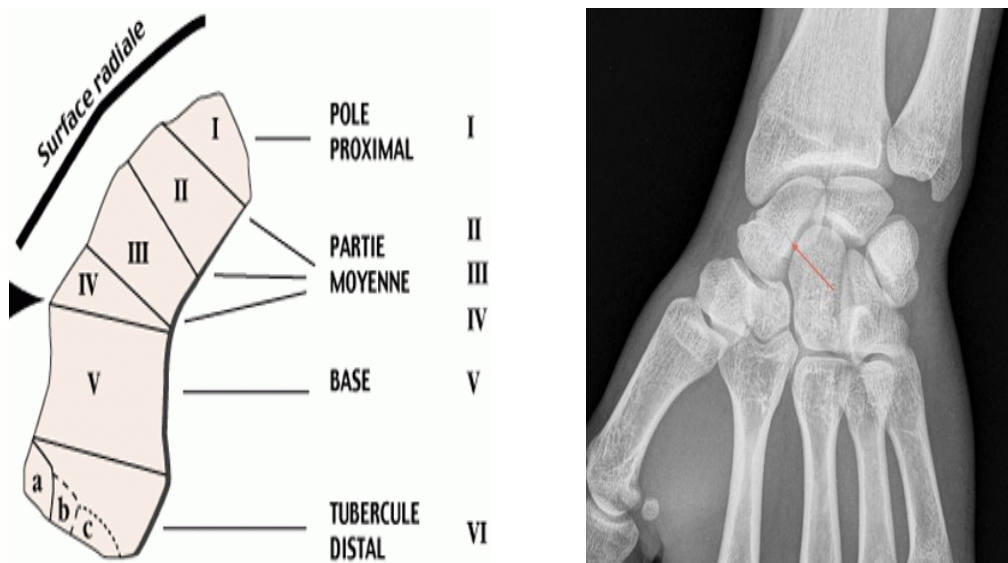 Surface radiale
I
II
III
IV
V
a
b
c
POLE
PROXIMAL
I
PARTIE
MOYENNE
II
III
IV
BASE
V
TUBERCULE
DISTAL
VI